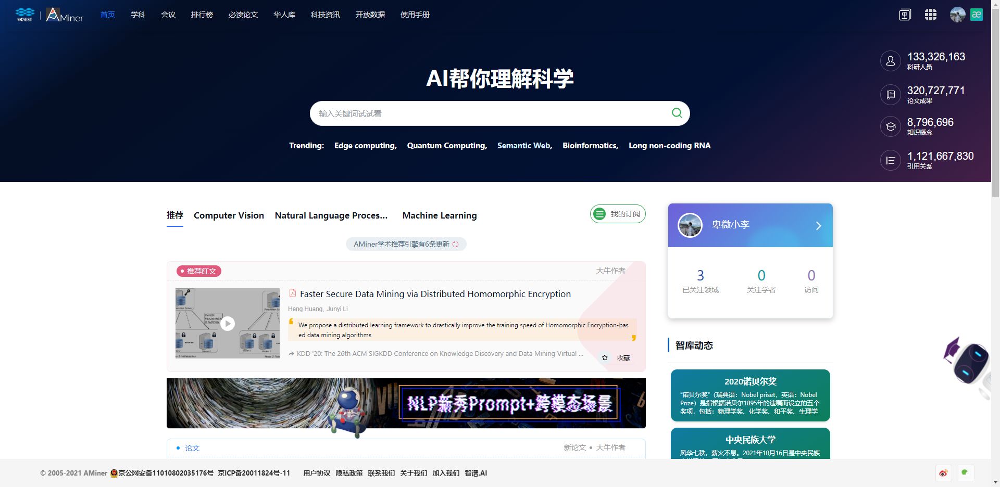 AMiner
首页
学科
会议
排行榜
必读论文
华人库
科技资讯
开放数据
使用手册
æ
AI帮你理解科学
输入关键词试试看
Trending: Edge computing, Quantum Computing, Semantic Web, Bioinformatics, Long non-coding RNA
133,326,163
科研人员
320,727,771
论文成果
8,796,696
知识概念
1,121,667,830
引用关系
推荐
Computer Vision
Natural Language Proces...
Machine Learning
我的订阅
AMiner学术推荐引擎有6条更新
推荐红文
大牛作者
Faster Secure Data Mining via Distributed Homomorphic Encryption
Heng Huang, Junyi Li
We propose a distributed learning framework to drastically improve the training speed of Homomorphic Encryption-bas
ed data mining algorithms
KDD '20: The 26th ACM SIGKDD Conference on Knowledge Discovery and Data Mining Virtual ...
收藏
NLP新秀Prompt+跨模态场景
论文
新论文 • 大牛作者
卑微小李
3
已关注领域
0
关注学者
0
访问
智库动态
2020诺贝尔奖
“诺贝尔奖”(瑞典语：Nobel priset，英语：Nobel
Prize）是指根据诺贝尔1895年的遗嘱而设立的五个
奖项，包括：物理学奖、化学奖、和平奖、生理学
中央民族大学
风华七秩，薪火不息。2021年10月16日是中央民族
© 2005-2021 AMiner 京公网安备11010802035176号 京ICP备20011824号-11 用户协议 隐私政策 联系我们 关于我们 加入我们 智谱.AI